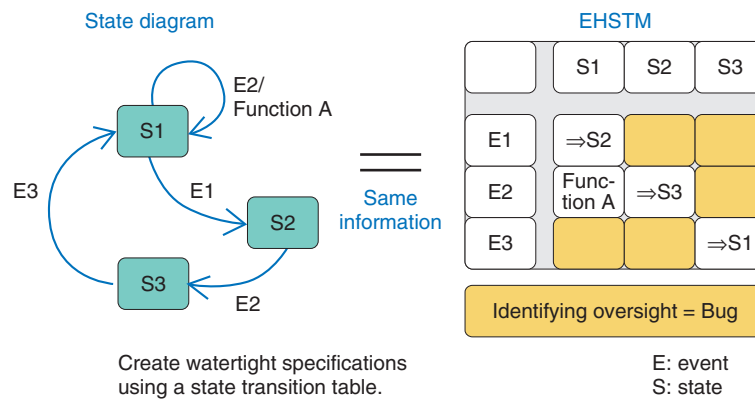 State diagram
E2/
Function A
S1
E3
E1
S2
S3
E2
Same
information
EHSTM
S1 S2 S3
E1 ⇒S2
E2 Func-
tion A ⇒S3
E3 ⇒S1
Identifying oversight = Bug
Create watertight specifications
using a state transition table.
E: event
S: state